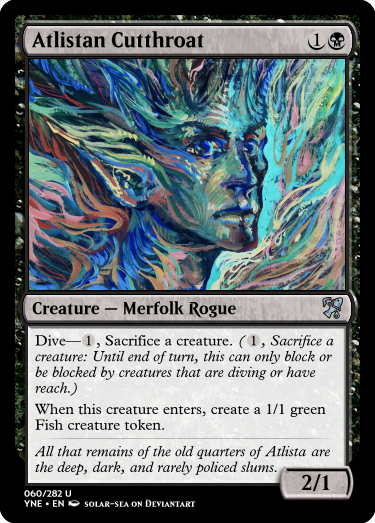 Atlistan Cutthroat 1
Creature — Merfolk Rogue
Dive—1, Sacrifice a creature. (1, Sacrifice a
creature: Until end of turn, this can only block or
be blocked by creatures that are diving or have
reach.)
When this creature enters, create a 1/1 green
Fish creature token.
All that remains of the old quarters of Atlista are
the deep, dark, and rarely policed slums.
2/1
060/282 U
YNE • EN SOLAR-SEA ON DEVIANTART